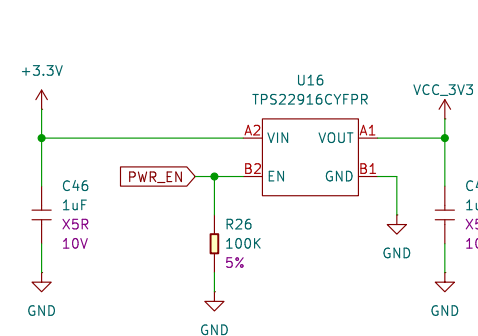 +3.3V
U16
TPS22916CYFPR
VCC_3V3
A2 VIN VOUT A1
PWR_EN B2 EN GND B1
C46
1uF
X5R
10V
R26
100K
5%
GND
GND
GND
GND